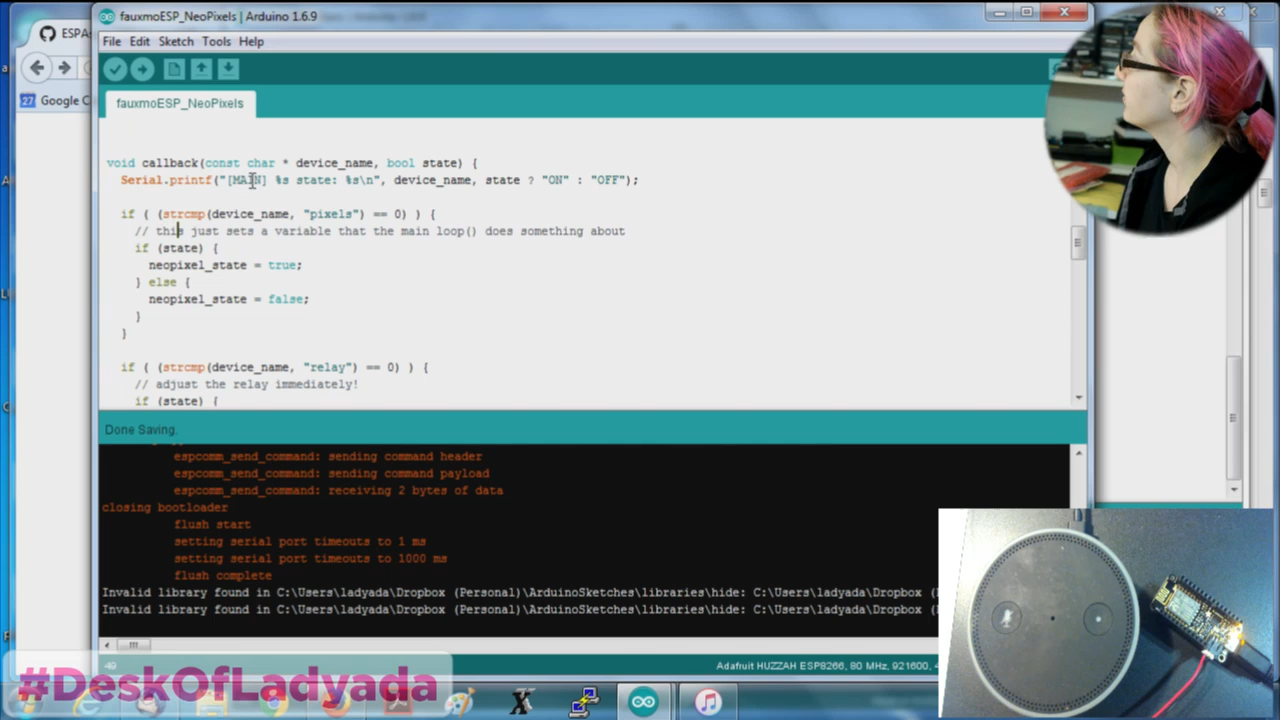 fauxmoESP_NeoPixels | Arduino 1.6.9
File Edit Sketch Tools Help
27 Google C
fauxmoESP_NeoPixels
void callback(const char * device_name, bool state) {
Serial.printf("[MAIN] %s state: %s\n", device_name, state ? "ON" : "OFF");
if ( (strcmp(device_name, "pixels") == 0) ) {
// this just sets a variable that the main loop() does something about
if (state) {
neopixel_state = true;
} else {
neopixel_state = false;
}
}
if ( (strcmp(device_name, "relay") == 0) ) {
// adjust the relay immediately!
if (state) {
Done Saving.
espcomm_send_command: sending command header
espcomm_send_command: sending command payload
espcomm_send_command: receiving 2 bytes of data
closing bootloader
flush start
setting serial port timeouts to 1 ms
setting serial port timeouts to 1000 ms
flush complete
Invalid library found in C:\Users\ladyada\Dropbox (Personal)\ArduinoSketches\libraries\hide: C:\Users\ladyada\Dropbox
Invalid library found in C:\Users\ladyada\Dropbox (Personal)\ArduinoSketches\libraries\hide: C:\Users\ladyada\Dropbox
49
Adafruit HUZZAH ESP8266, 80 MHz, 921600,
#DeskOfLadyada